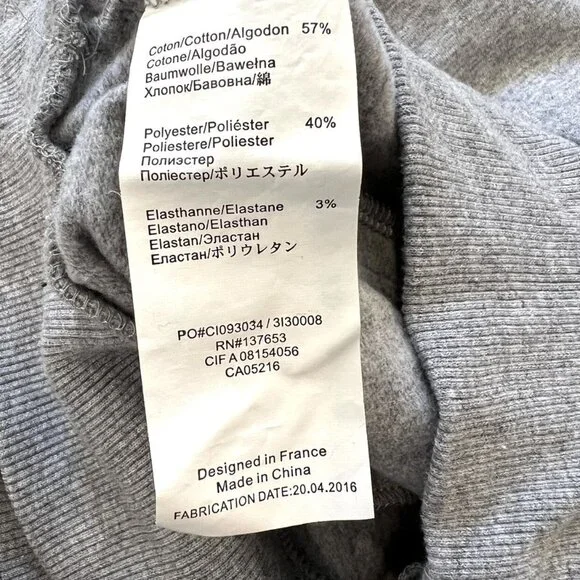 Coton/Cotton/Algodon 57%
Cotone/Algodão
Baumwolle/Bawełna
Хлопок/Бавовна/綿
Polyester/Poliéster 40%
Poliestere/Poliester
Полиэстер
Поліестер/ポリエステル
Elasthanne/Elastane 3%
Elastano/Elasthan
Elastan/Эластан
Еластан/ポリウレタン
PO#CI093034 / 3I30008
RN#137653
CIF A 08154056
CA05216
Designed in France
Made in China
FABRICATION DATE:20.04.2016